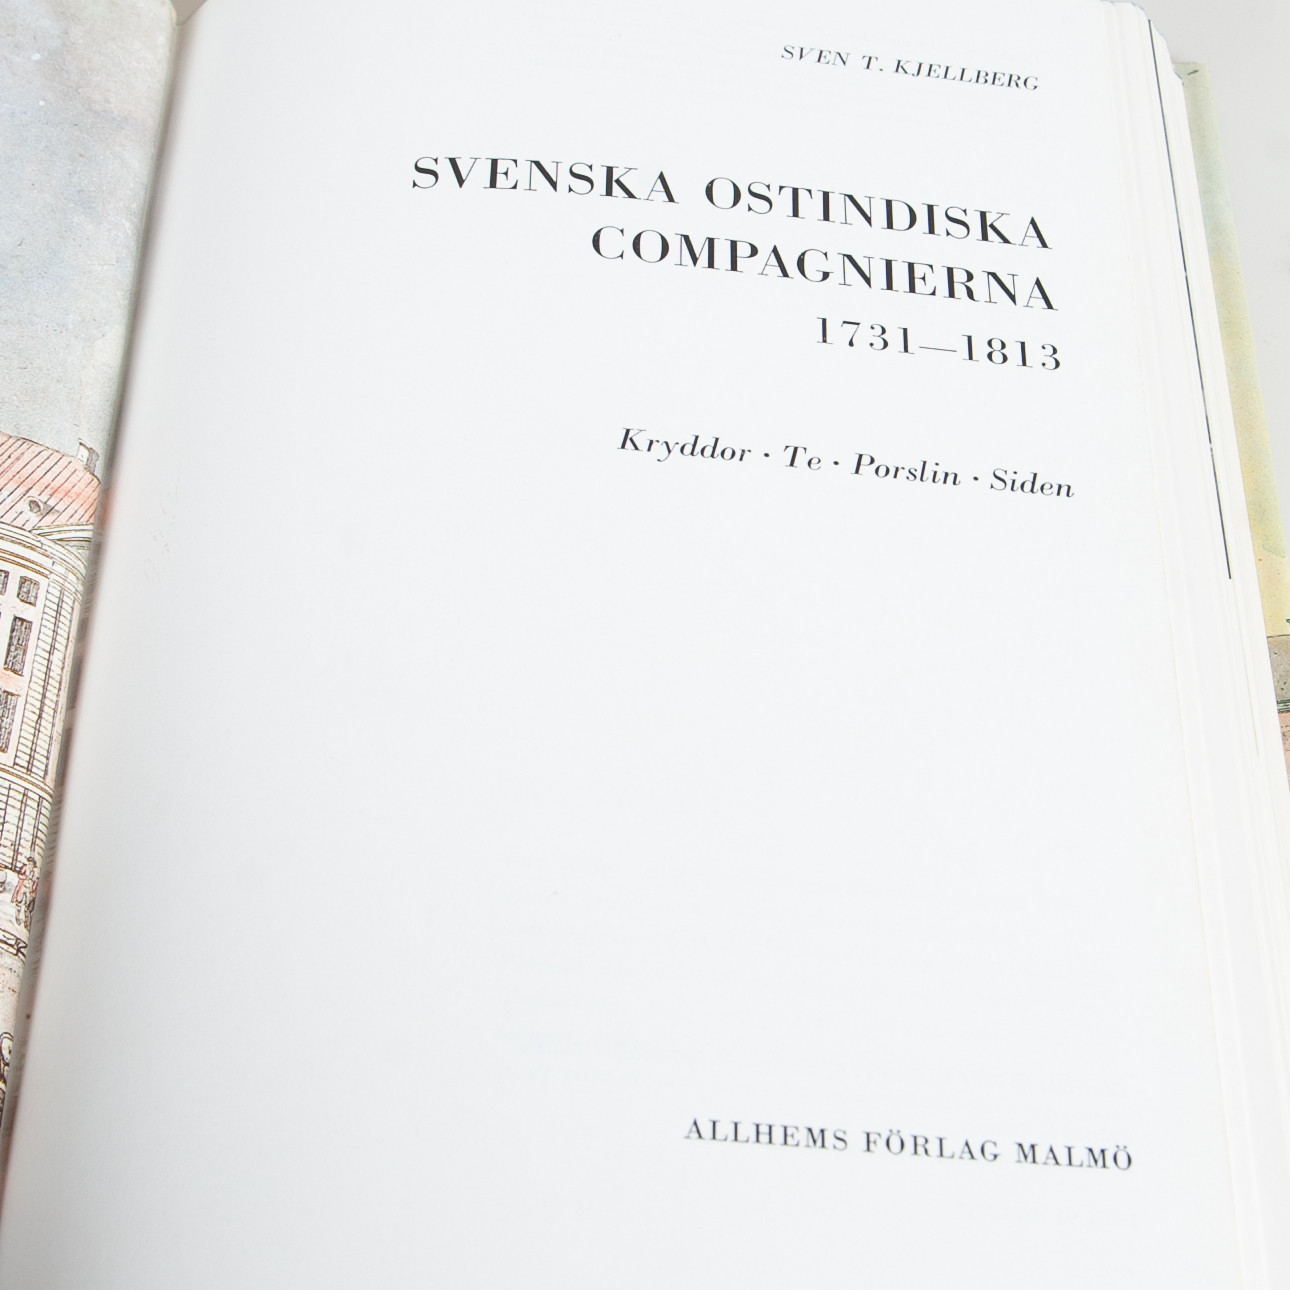 SVEN T. KJELLBERG
SVENSKA OSTINDISKA
COMPAGNIERNA
1731—1813
Kryddor · Te · Porslin · Siden
ALLHEMS FÖRLAG MALMÖ